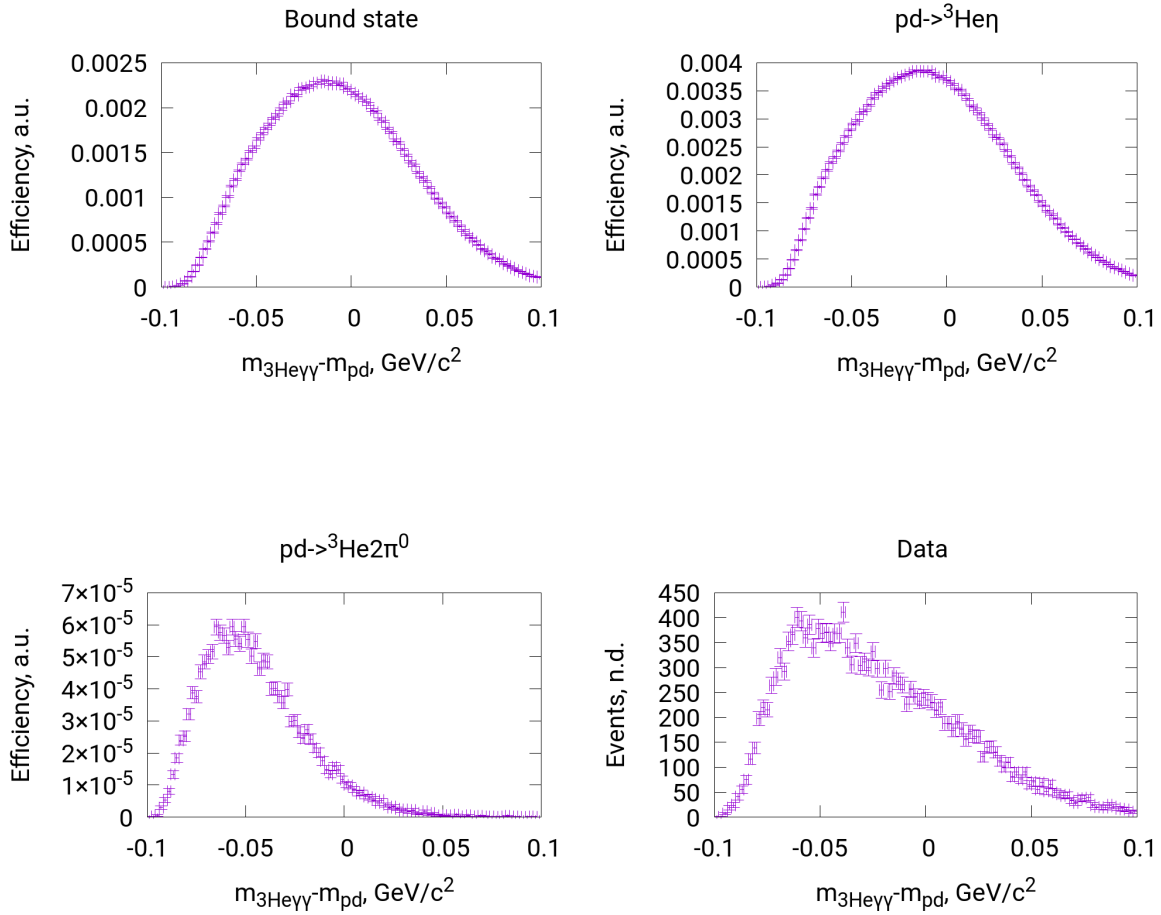 Bound state
0.0025
0.002
0.0015
0.001
0.0005
0
Efficiency, a.u.
-0.1 -0.05 0 0.05 0.1
m3Heγγ-mpd, GeV/c²
pd->³Heη
0.004
0.0035
0.003
0.0025
0.002
0.0015
0.001
0.0005
0
Efficiency, a.u.
-0.1 -0.05 0 0.05 0.1
m3Heγγ-mpd, GeV/c²
pd->³He2π⁰
7×10⁻⁵
6×10⁻⁵
5×10⁻⁵
4×10⁻⁵
3×10⁻⁵
2×10⁻⁵
1×10⁻⁵
0
Efficiency, a.u.
-0.1 -0.05 0 0.05 0.1
m3Heγγ-mpd, GeV/c²
Data
450
400
350
300
250
200
150
100
50
0
Events, n.d.
-0.1 -0.05 0 0.05 0.1
m3Heγγ-mpd, GeV/c²